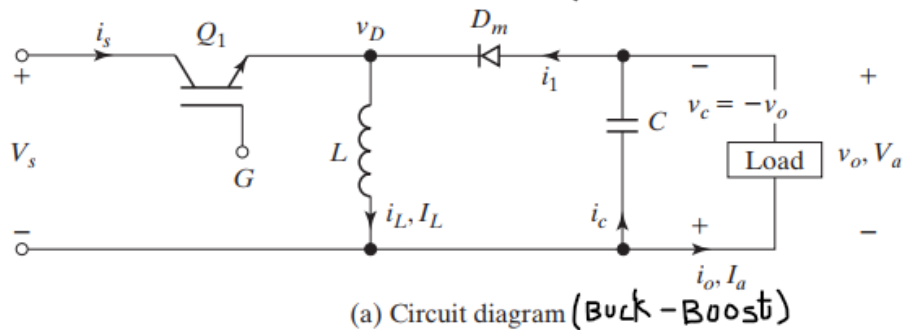 i_s Q_1 v_D D_m
+ i_1 − +
V_s G L C v_c = −v_o Load v_o, V_a
− i_L, I_L i_c + −
i_o, I_a
(a) Circuit diagram (Buck - Boost)